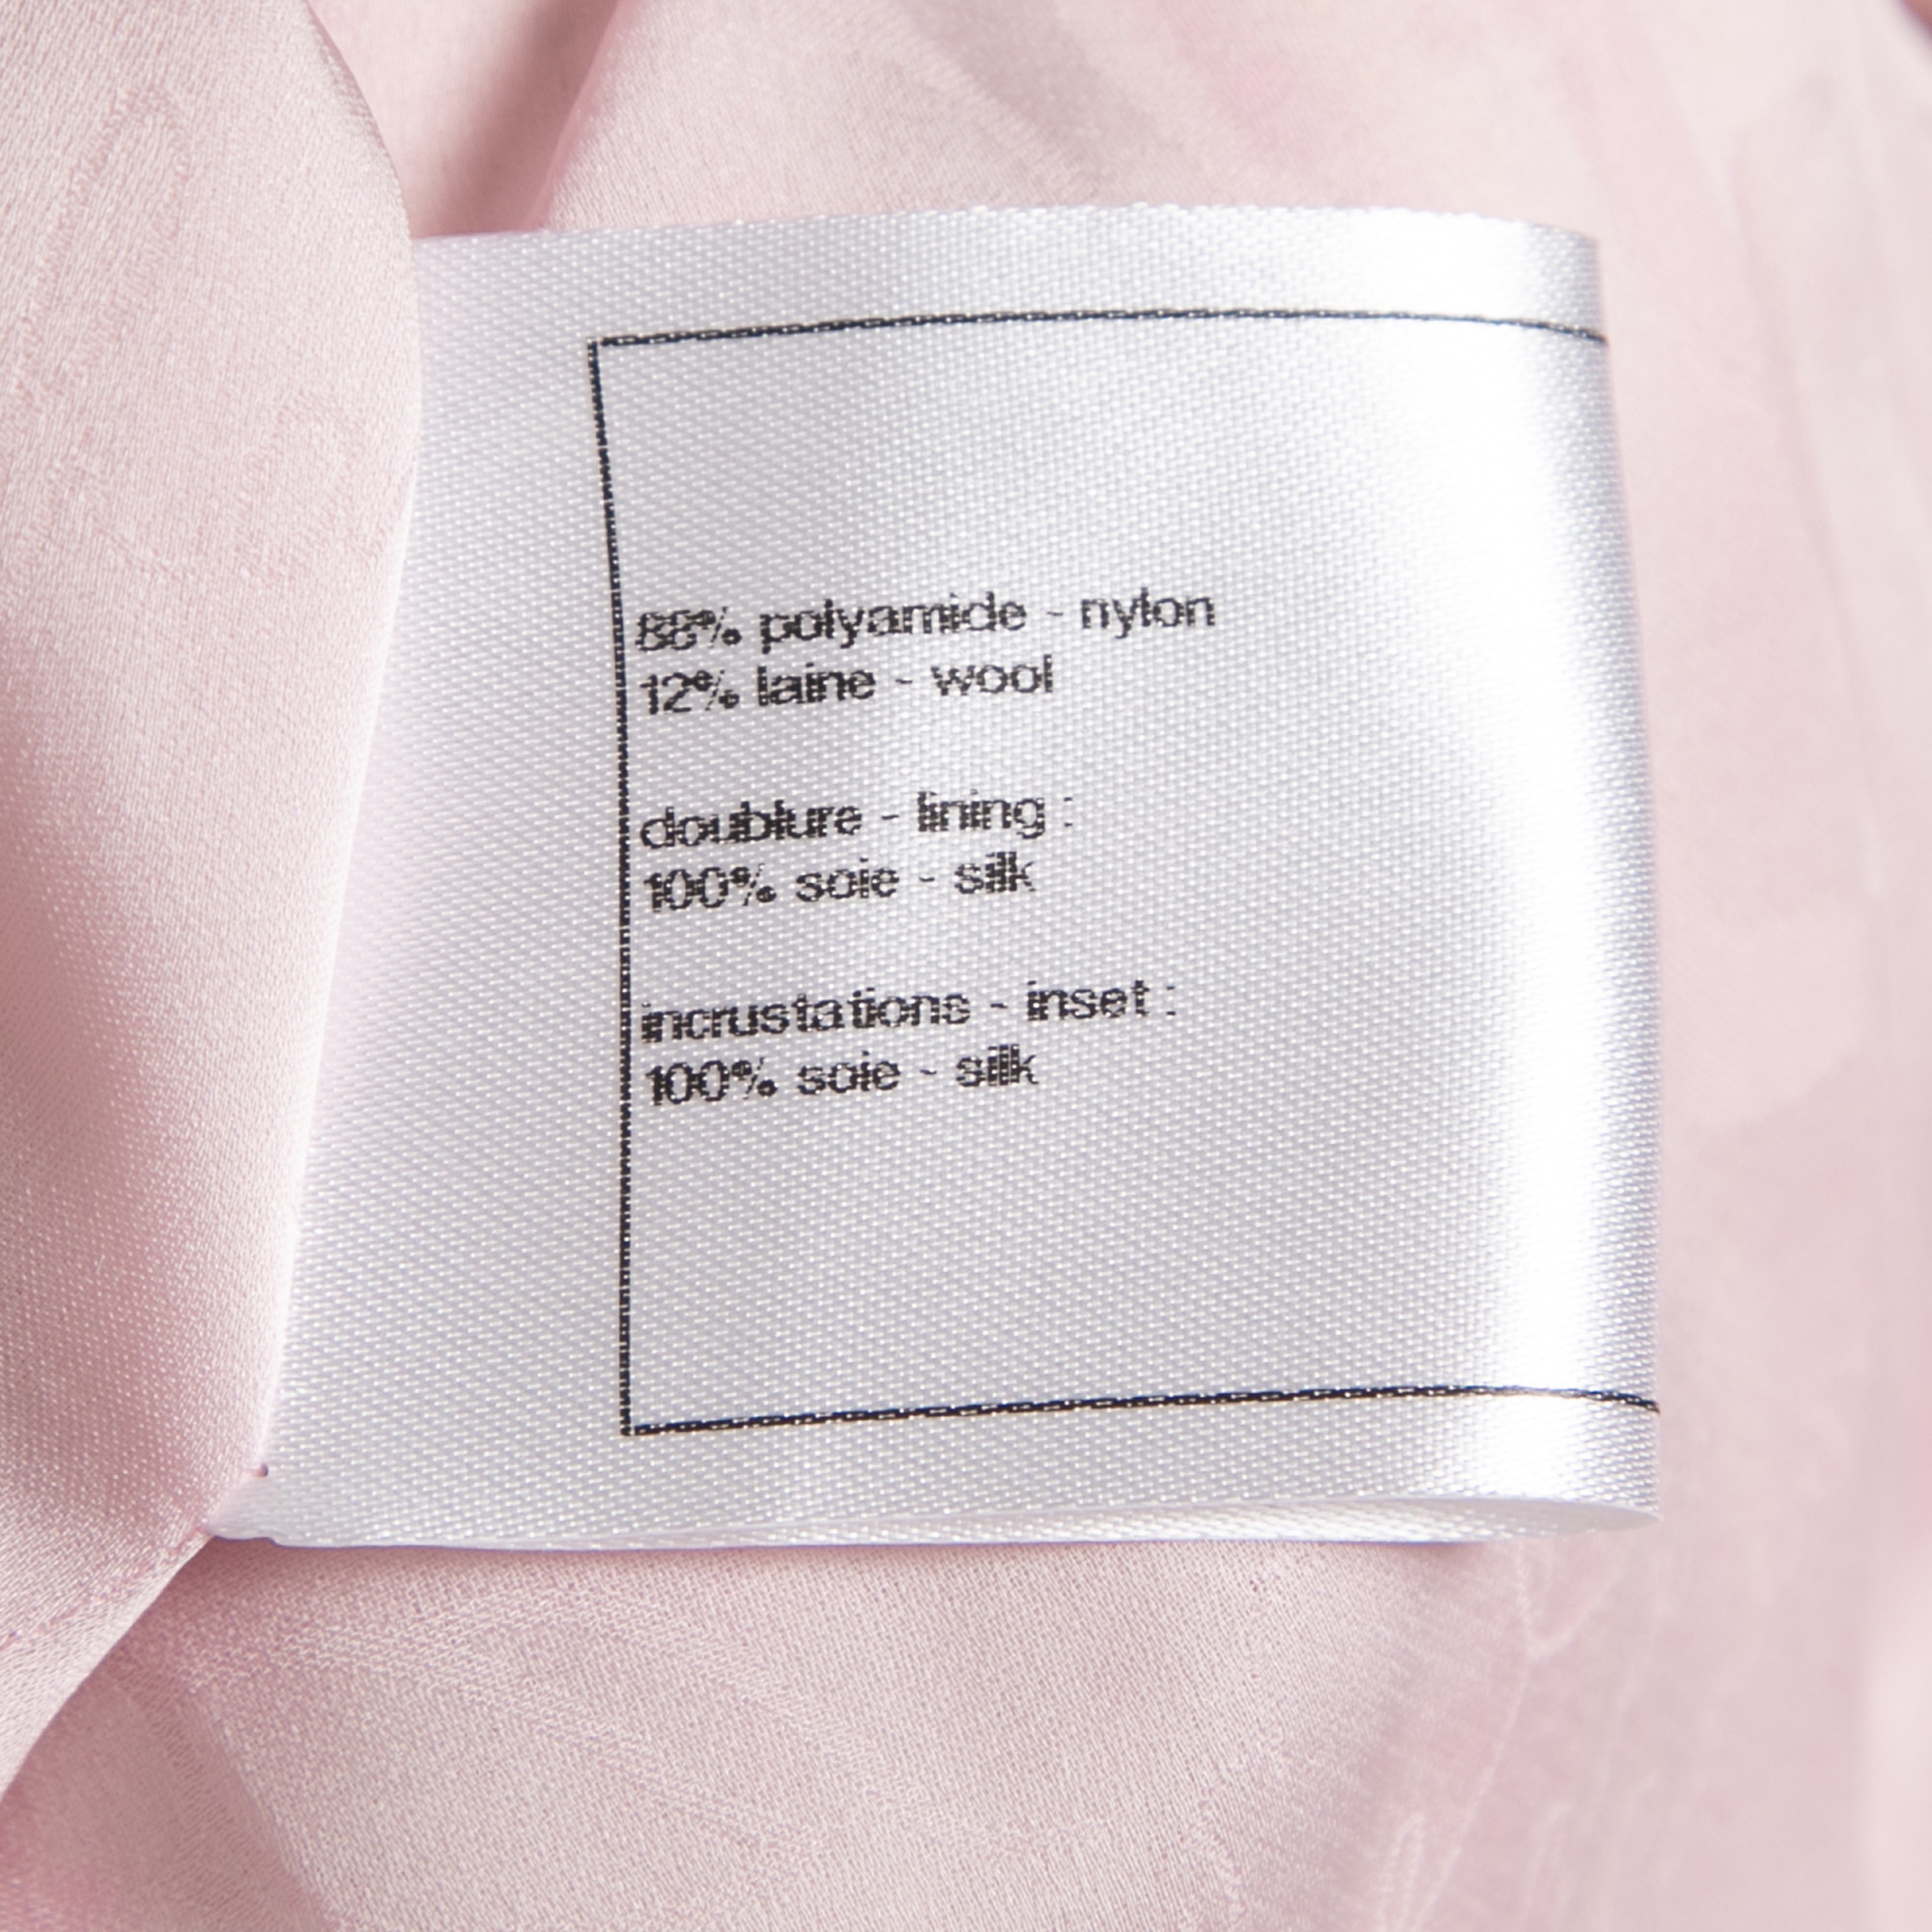 88% polyamide - nylon
12% laine - wool
doublure - lining :
100% soie - silk
incrustations - inset :
100% soie - silk